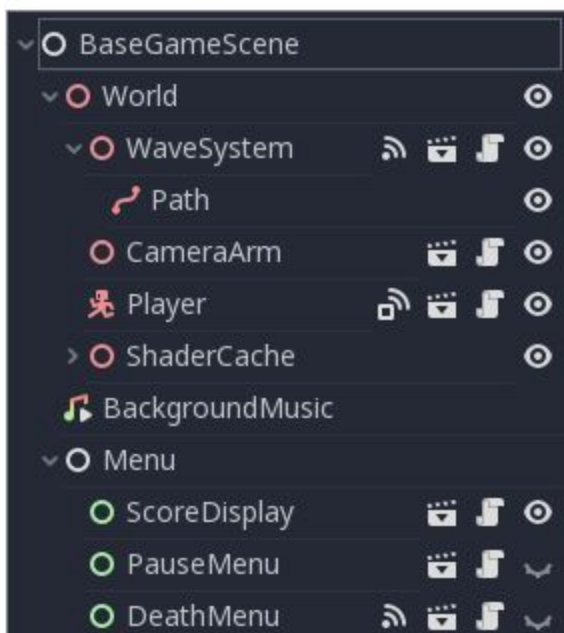 BaseGameScene
World
WaveSystem
Path
CameraArm
Player
ShaderCache
BackgroundMusic
Menu
ScoreDisplay
PauseMenu
DeathMenu